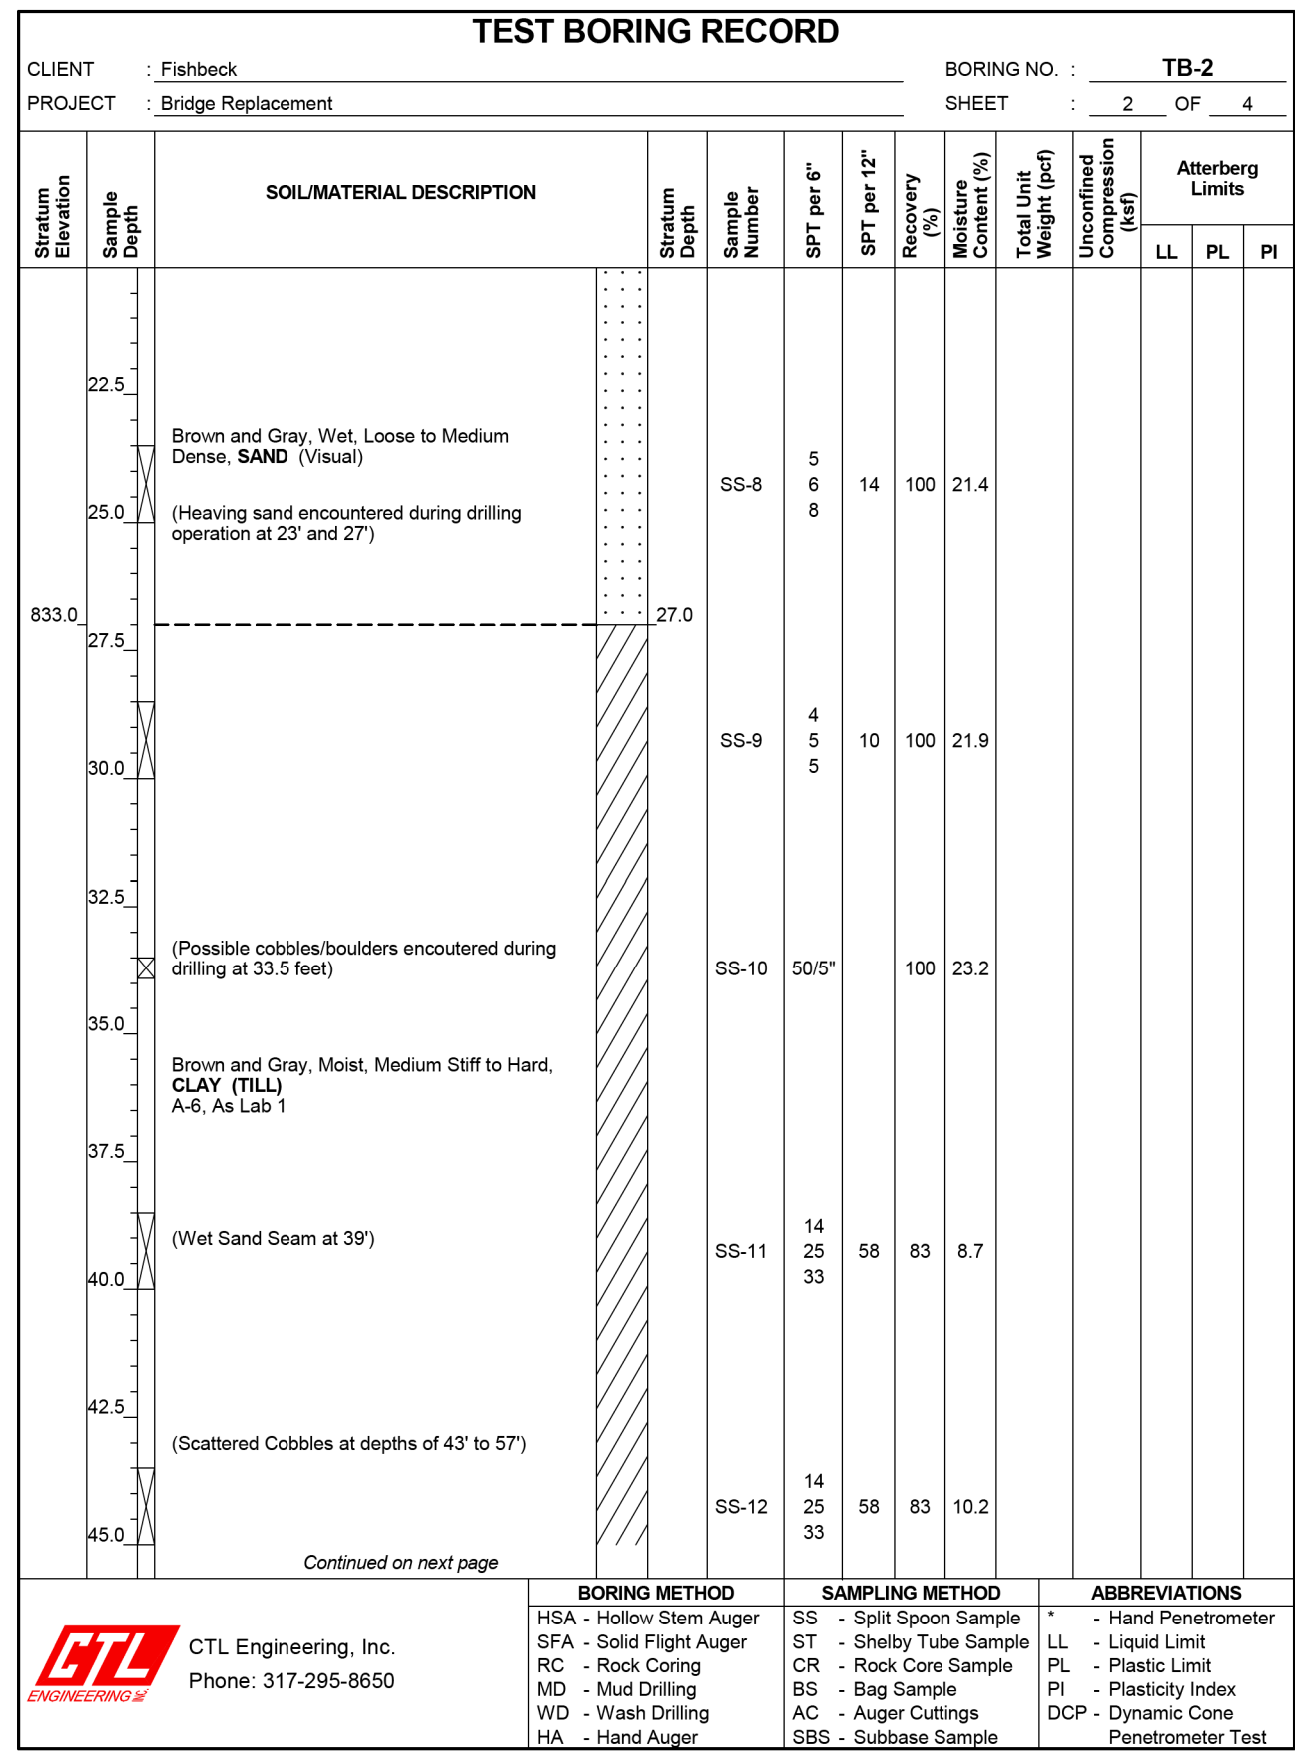 TEST BORING RECORD
CLIENT : Fishbeck BORING NO. : TB-2
PROJECT : Bridge Replacement SHEET : 2 OF 4
Stratum Elevation
Sample Depth
SOIL/MATERIAL DESCRIPTION
Stratum Depth
Sample Number
SPT per 6"
SPT per 12"
Recovery (%)
Moisture Content (%)
Total Unit Weight (pcf)
Unconfined Compression (ksf)
Atterberg
Limits
LL PL PI
22.5
Brown and Gray, Wet, Loose to Medium
Dense, SAND (Visual)
5
SS-8 6 14 100 21.4
8
25.0
(Heaving sand encountered during drilling
operation at 23' and 27')
833.0 27.0
27.5
4
SS-9 5 10 100 21.9
5
30.0
32.5
(Possible cobbles/boulders encoutered during
drilling at 33.5 feet)
SS-10 50/5" 100 23.2
35.0
Brown and Gray, Moist, Medium Stiff to Hard,
CLAY (TILL)
A-6, As Lab 1
37.5
(Wet Sand Seam at 39')
14
SS-11 25 58 83 8.7
33
40.0
42.5
(Scattered Cobbles at depths of 43' to 57')
14
SS-12 25 58 83 10.2
33
45.0
Continued on next page
CTL
ENGINEERING INC.
CTL Engineering, Inc.
Phone: 317-295-8650
BORING METHOD
HSA - Hollow Stem Auger
SFA - Solid Flight Auger
RC - Rock Coring
MD - Mud Drilling
WD - Wash Drilling
HA - Hand Auger
SAMPLING METHOD
SS - Split Spoon Sample
ST - Shelby Tube Sample
CR - Rock Core Sample
BS - Bag Sample
AC - Auger Cuttings
SBS - Subbase Sample
ABBREVIATIONS
* - Hand Penetrometer
LL - Liquid Limit
PL - Plastic Limit
PI - Plasticity Index
DCP - Dynamic Cone
Penetrometer Test